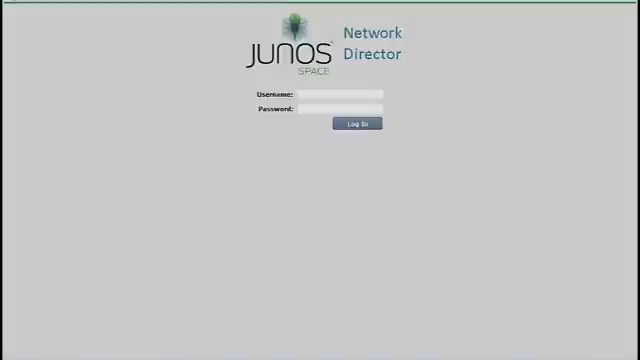 JUNOS
SPACE
Network
Director
Username:
Password:
Log In